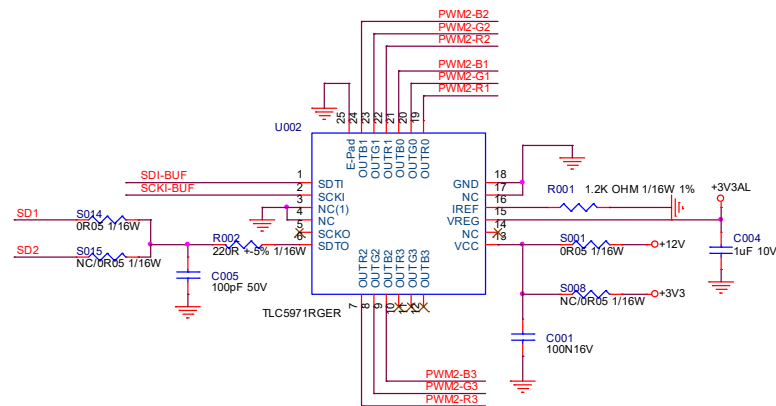 PWM2-B2
PWM2-G2
PWM2-R2
PWM2-B1
PWM2-G1
PWM2-R1
25
24
23
22
21
20
19
U002
E-Pad
OUTB1
OUTG1
OUTR1
OUTB0
OUTG0
OUTR0
SDI-BUF
1
SDTI
SCKI-BUF
2
SCKI
3
NC(1)
4
NC
5
SCKO
6
SDTO
GND
18
NC
17
IREF
16
VREG
15
NC
14
VCC
13
R001
1.2K OHM 1/16W 1%
+3V3AL
C004
1uF 10V
SD1
S014
0R05 1/16W
SD2
S015
NC/0R05 1/16W
R002
220R +-5% 1/16W
C005
100pF 50V
S001
0R05 1/16W
+12V
S008
NC/0R05 1/16W
+3V3
C001
100N16V
OUTR2
OUTG2
OUTB2
OUTR3
OUTG3
OUTB3
TLC5971RGER
7
8
9
10
11
12
PWM2-B3
PWM2-G3
PWM2-R3